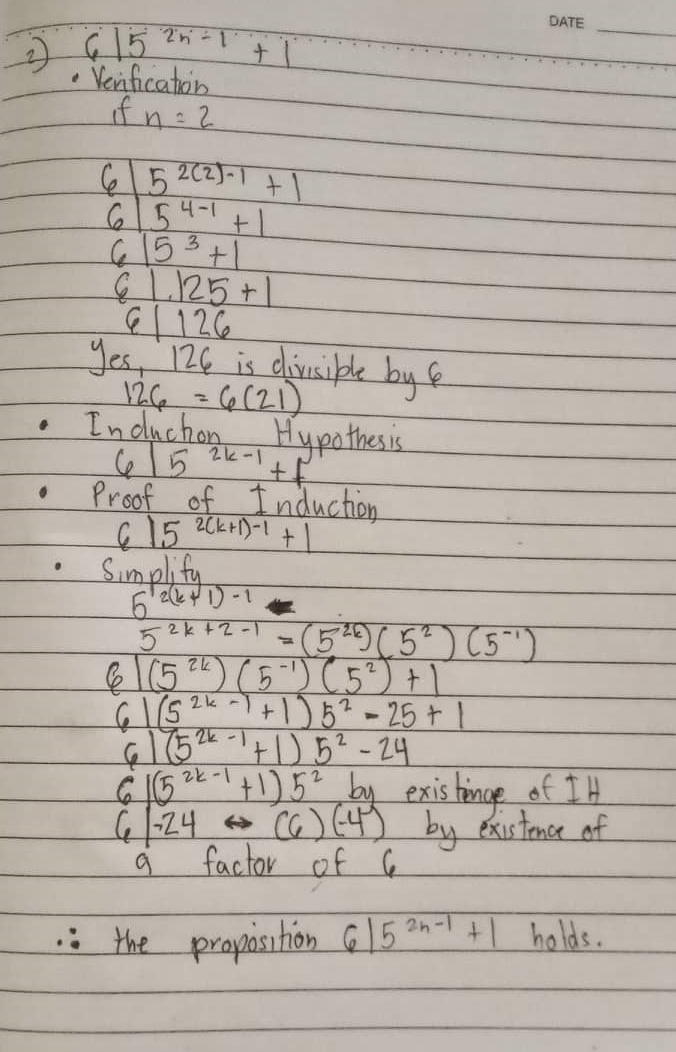 DATE
2) 6 | 5^{2n-1} + 1
• Verification
if n = 2
6 | 5^{2(2)-1} + 1
6 | 5^{4-1} + 1
6 | 5^{3} + 1
6 | 125 + 1
6 | 126
Yes, 126 is divisible by 6
126 = 6(21)
• Induction Hypothesis
6 | 5^{2k-1} + 1
• Proof of Induction
6 | 5^{2(k+1)-1} + 1
• Simplify
5^{2(k+1)-1}
5^{2k+2-1} = (5^{2k})(5^{2})(5^{-1})
6 | (5^{2k})(5^{-1})(5^{2}) + 1
6 | (5^{2k-1} + 1) 5^{2} - 25 + 1
6 | (5^{2k-1} + 1) 5^{2} - 24
6 | (5^{2k-1} + 1) 5^{2} by existinge of IH
6 | -24 ↔ (6)(-4) by existence of
a factor of 6
∴ the proposition 6 | 5^{2n-1} + 1 holds.